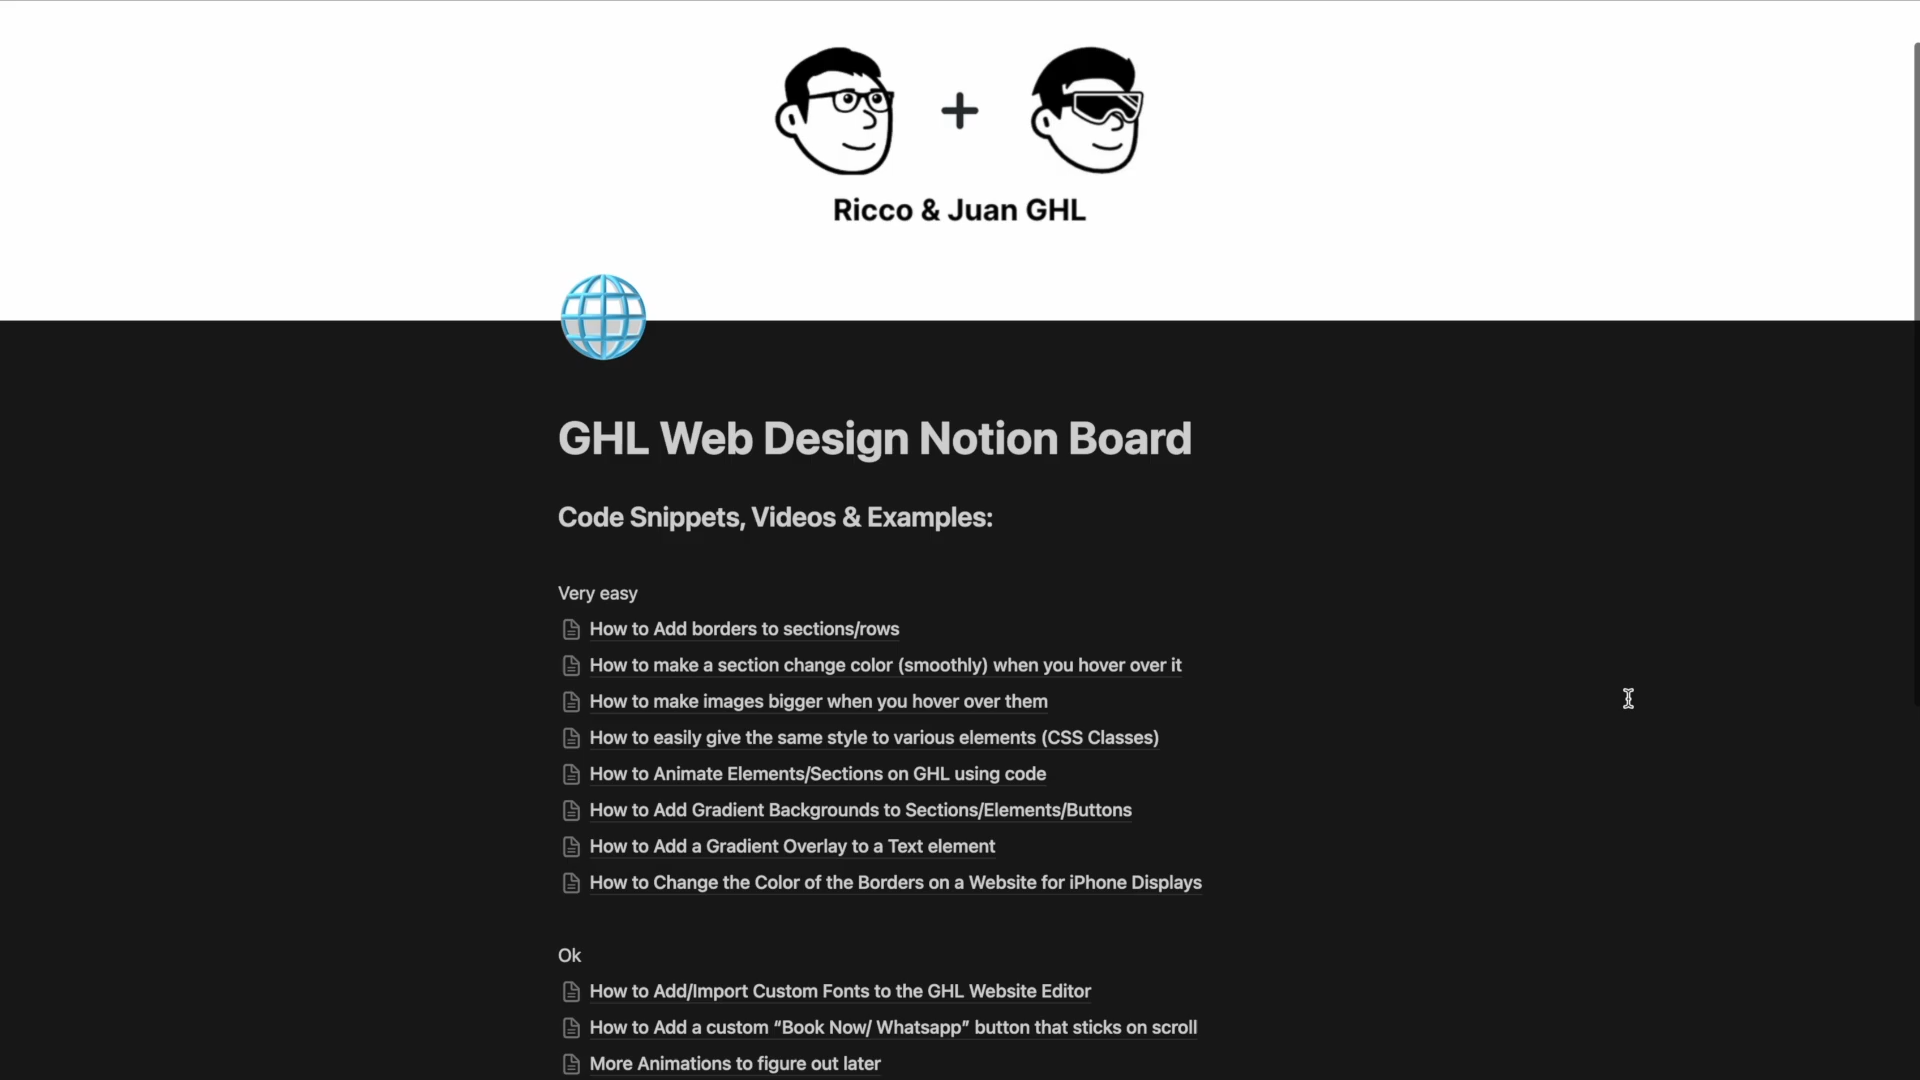 Ricco & Juan GHL
GHL Web Design Notion Board
Code Snippets, Videos & Examples:
Very easy
How to Add borders to sections/rows
How to make a section change color (smoothly) when you hover over it
How to make images bigger when you hover over them
How to easily give the same style to various elements (CSS Classes)
How to Animate Elements/Sections on GHL using code
How to Add Gradient Backgrounds to Sections/Elements/Buttons
How to Add a Gradient Overlay to a Text element
How to Change the Color of the Borders on a Website for iPhone Displays
Ok
How to Add/Import Custom Fonts to the GHL Website Editor
How to Add a custom “Book Now/ Whatsapp” button that sticks on scroll
More Animations to figure out later